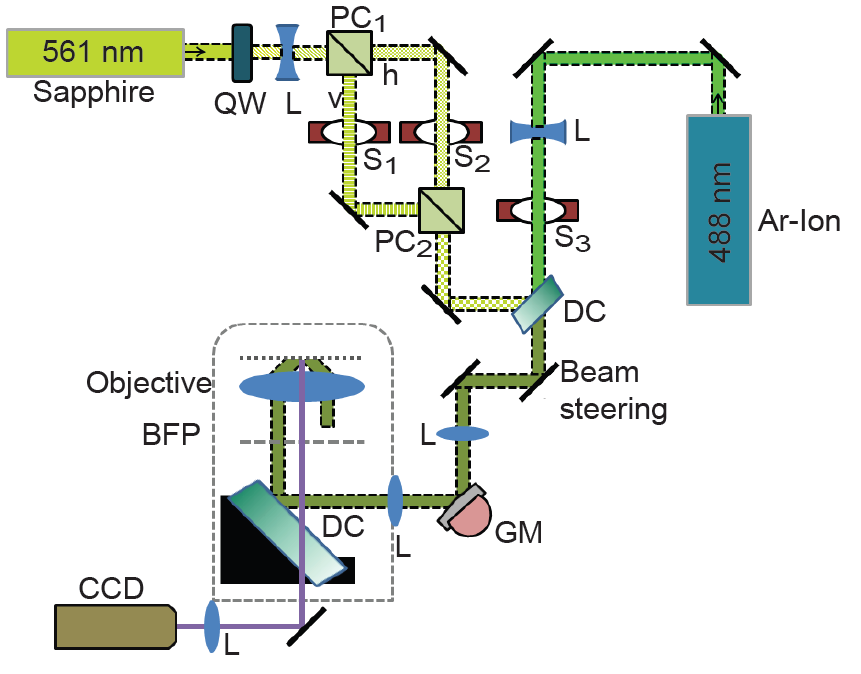 561 nm
Sapphire
QW
L
PC1
h
v
S1
S2
PC2
L
S3
488 nm
Ar-Ion
DC
Objective
BFP
Beam
steering
L
DC
L
GM
CCD
L